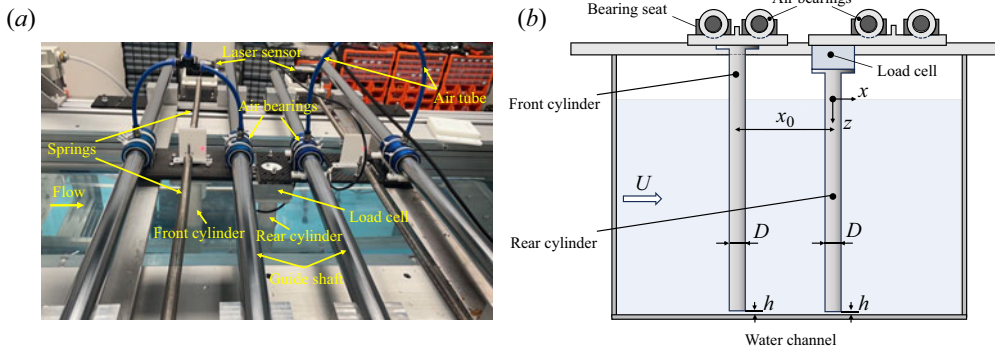 (a)
Laser sensor
Air tube
Air-bearings
Springs
Flow
Load cell
Front cylinder
Rear cylinder
Guide shaft
(b)
Bearing seat
Air-bearings
Load cell
Front cylinder
x
x0
z
U
Rear cylinder
D
D
h
h
Water channel